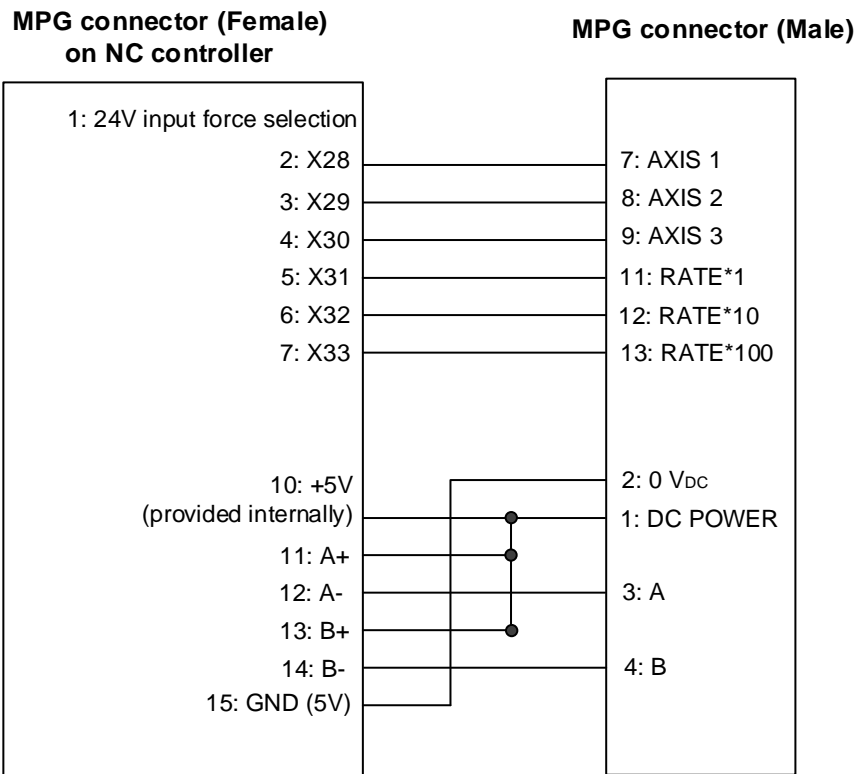 MPG connector (Female)
on NC controller
MPG connector (Male)
1: 24V input force selection
2: X28
3: X29
4: X30
5: X31
6: X32
7: X33
10: +5V
(provided internally)
11: A+
12: A-
13: B+
14: B-
15: GND (5V)
7: AXIS 1
8: AXIS 2
9: AXIS 3
11: RATE*1
12: RATE*10
13: RATE*100
2: 0 VDC
1: DC POWER
3: A
4: B